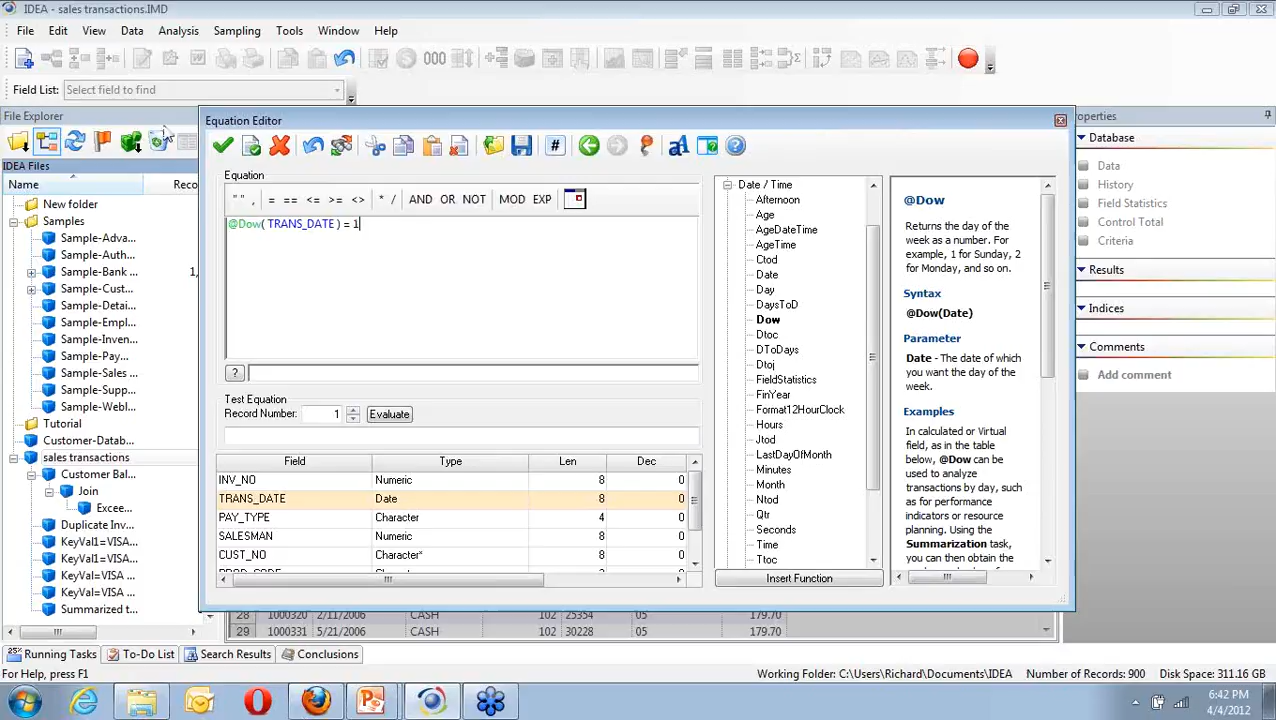 IDEA - sales transactions.IMD
File Edit View Data Analysis Sampling Tools Window Help
Field List: Select field to find
File Explorer
IDEA Files
Name Reco
New folder
Samples
Sample-Adva...
Sample-Auth...
Sample-Bank ... 1,
Sample-Cust...
Sample-Detai...
Sample-Empl...
Sample-Inven...
Sample-Pay...
Sample-Sales ...
Sample-Supp...
Sample-Webl...
Tutorial
Customer-Datab...
sales transactions
Customer Bal...
Join
Excee...
Duplicate Inv...
KeyVal1=VISA...
KeyVal1=VISA...
KeyVal=VISA ...
KeyVal=VISA ...
Summarized t...
Equation Editor
Equation
" " , = == <= >= <> * / AND OR NOT MOD EXP
@Dow( TRANS_DATE ) = 1
?
Test Equation
Record Number: 1 Evaluate
Field Type Len Dec
INV_NO Numeric 8 0
TRANS_DATE Date 8 0
PAY_TYPE Character 4 0
SALESMAN Numeric 8 0
CUST_NO Character* 8 0
Date / Time
Afternoon
Age
AgeDateTime
AgeTime
Ctod
Date
Day
DaysToD
Dow
Dtoc
DToDays
Dtoj
FieldStatistics
FinYear
Format12HourClock
Hours
Jtod
LastDayOfMonth
Minutes
Month
Ntod
Qtr
Seconds
Time
Ttoc
Insert Function
@Dow
Returns the day of the
week as a number. For
example, 1 for Sunday, 2
for Monday, and so on.
Syntax
@Dow(Date)
Parameter
Date - The date of which
you want the day of the
week.
Examples
In calculated or Virtual
field, as in the table
below, @Dow can be
used to analyze
transactions by day, such
as for performance
indicators or resource
planning. Using the
Summarization task,
you can then obtain the
roperties
Database
Data
History
Field Statistics
Control Total
Criteria
Results
Indices
Comments
Add comment
28 1000320 2/11/2006 CASH 102 25354 05 179.70
29 1000331 5/21/2006 CASH 102 30228 05 179.70
Running Tasks To-Do List Search Results Conclusions
For Help, press F1 Working Folder: C:\Users\Richard\Documents\IDEA Number of Records: 900 Disk Space: 311.16 GB
6:42 PM
4/4/2012